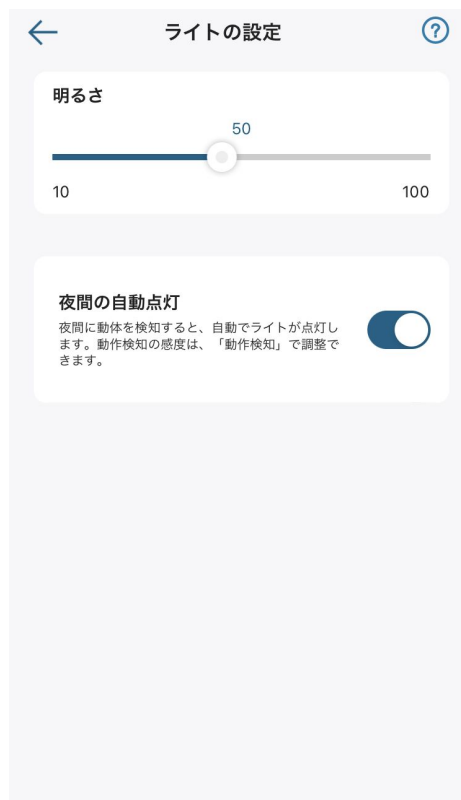 ライトの設定
?
明るさ
50
10 100
夜間の自動点灯
夜間に動体を検知すると、自動でライトが点灯し
ます。動作検知の感度は、「動作検知」で調整で
きます。